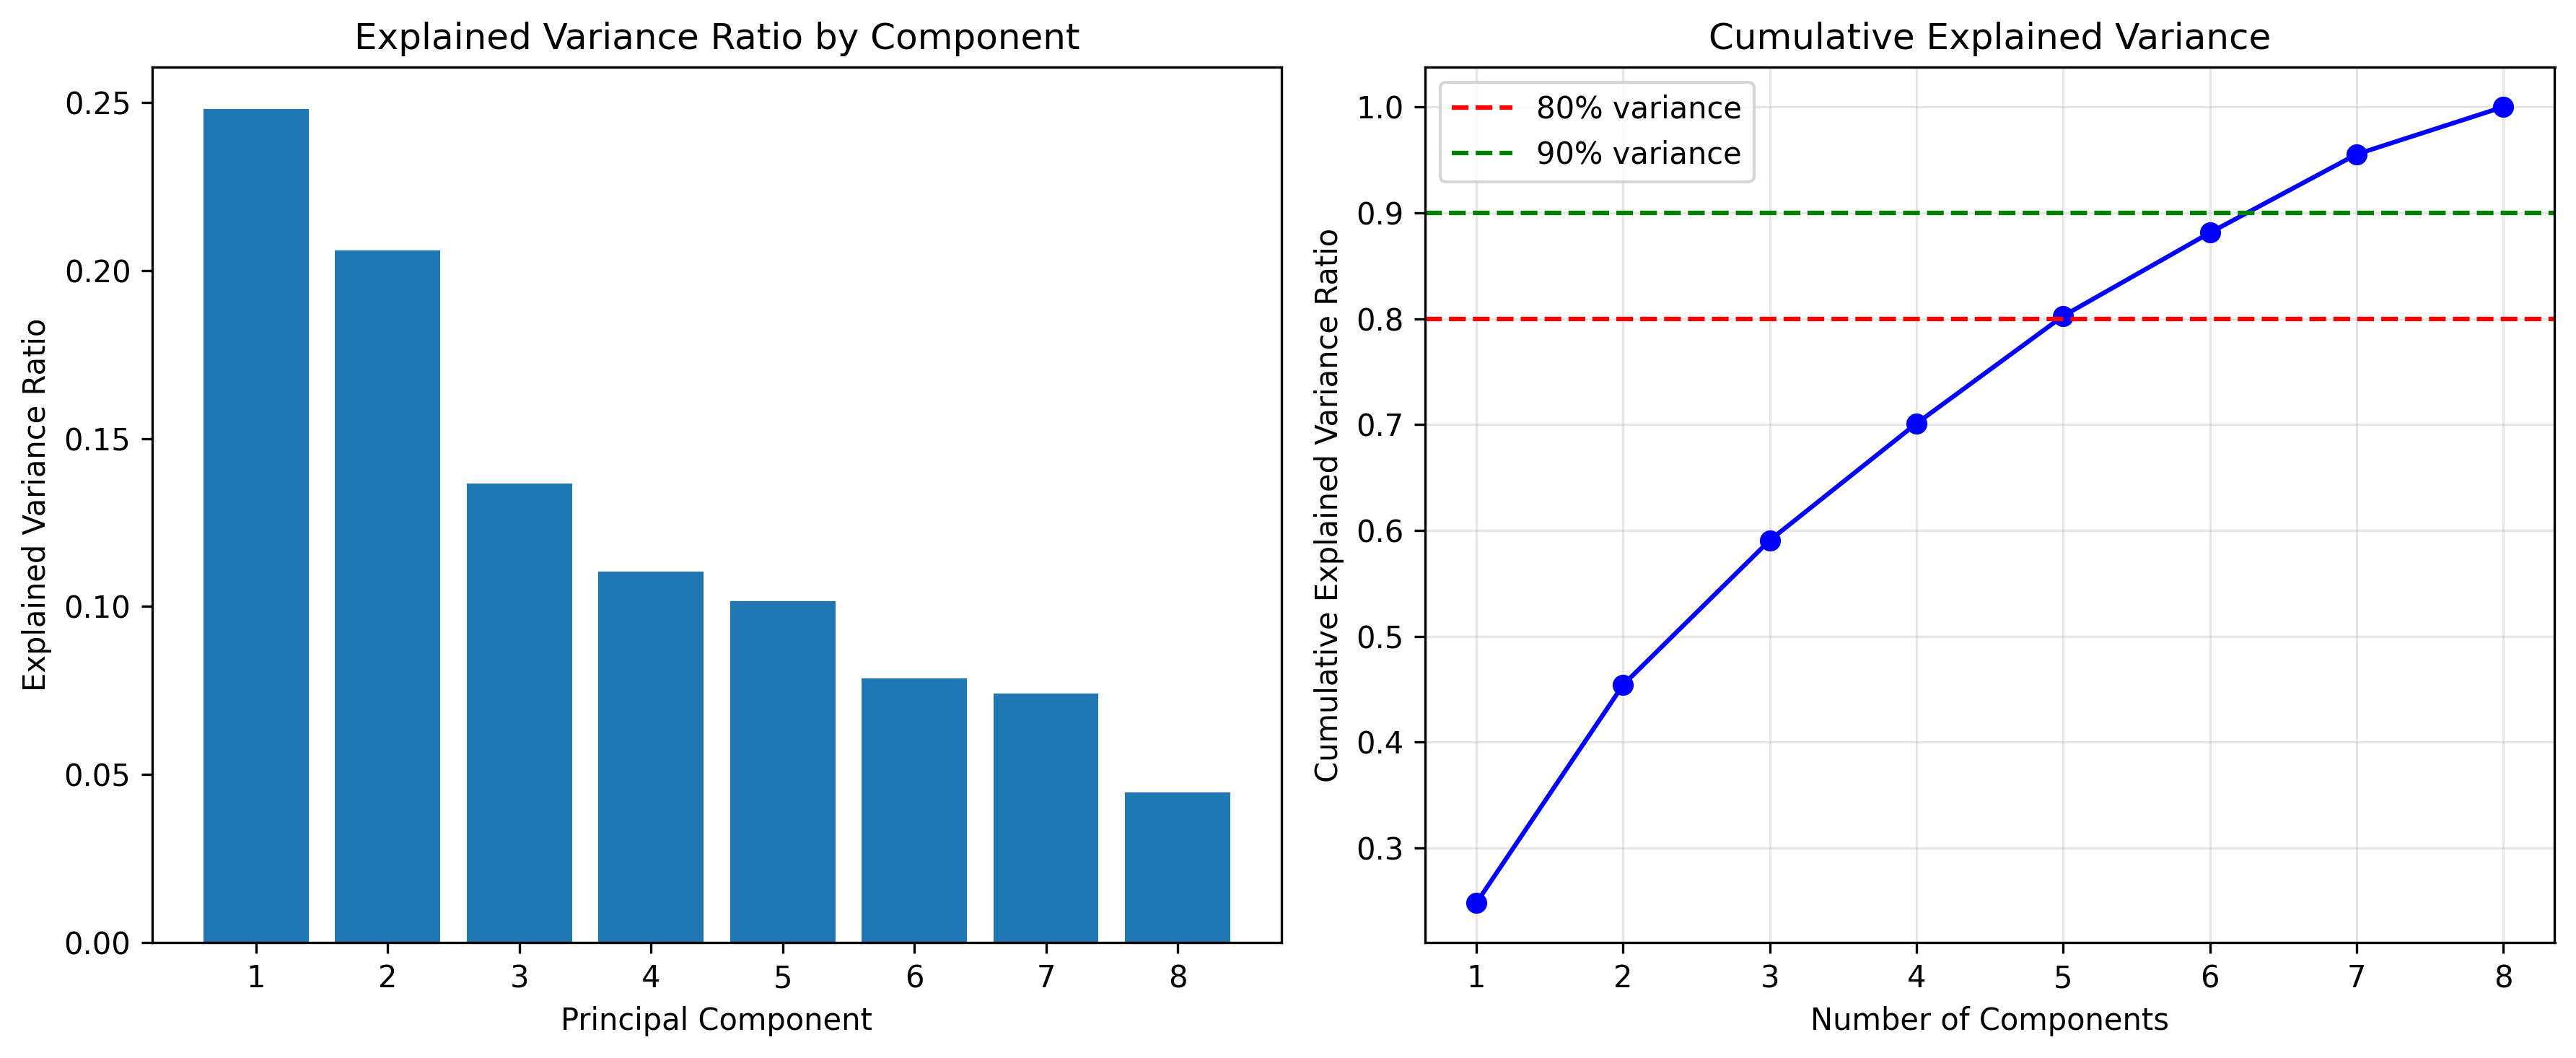 Explained Variance Ratio by Component
Explained Variance Ratio
0.25
0.20
0.15
0.10
0.05
0.00
1 2 3 4 5 6 7 8
Principal Component
Cumulative Explained Variance
Cumulative Explained Variance Ratio
80% variance
90% variance
1.0
0.9
0.8
0.7
0.6
0.5
0.4
0.3
1 2 3 4 5 6 7 8
Number of Components